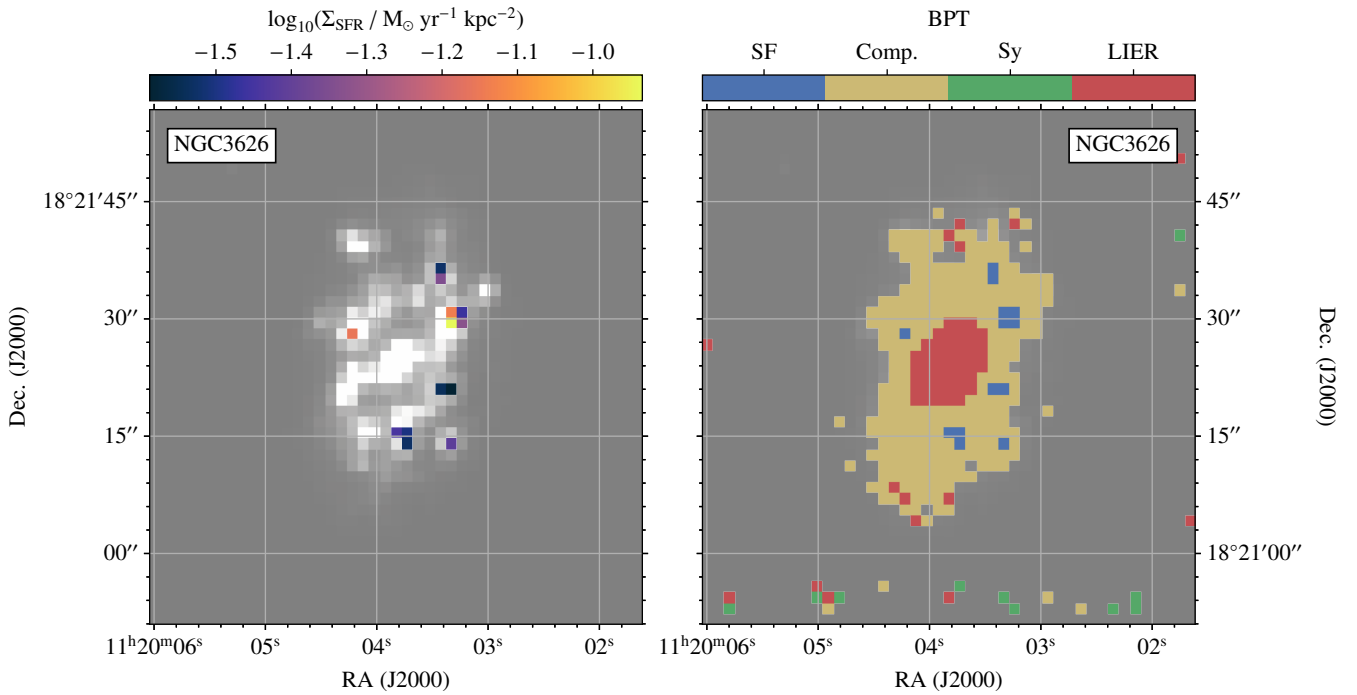 log₁₀(Σ_SFR / M_⊙ yr⁻¹ kpc⁻²)
−1.5 −1.4 −1.3 −1.2 −1.1 −1.0
NGC3626
18°21′45″
30″
15″
00″
Dec. (J2000)
11ʰ20ᵐ06ˢ 05ˢ 04ˢ 03ˢ 02ˢ
RA (J2000)
BPT
SF Comp. Sy LIER
NGC3626
45″
30″
15″
18°21′00″
Dec. (J2000)
11ʰ20ᵐ06ˢ 05ˢ 04ˢ 03ˢ 02ˢ
RA (J2000)